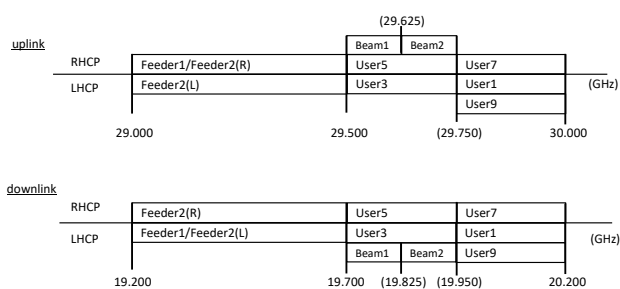 (29.625)
uplink
Beam1 Beam2
RHCP Feeder1/Feeder2(R) User5 User7
LHCP Feeder2(L) User3 User1 (GHz)
User9
29.000 29.500 (29.750) 30.000
downlink
RHCP Feeder2(R) User5 User7
LHCP Feeder1/Feeder2(L) User3 User1 (GHz)
Beam1 Beam2 User9
19.200 19.700 (19.825) (19.950) 20.200